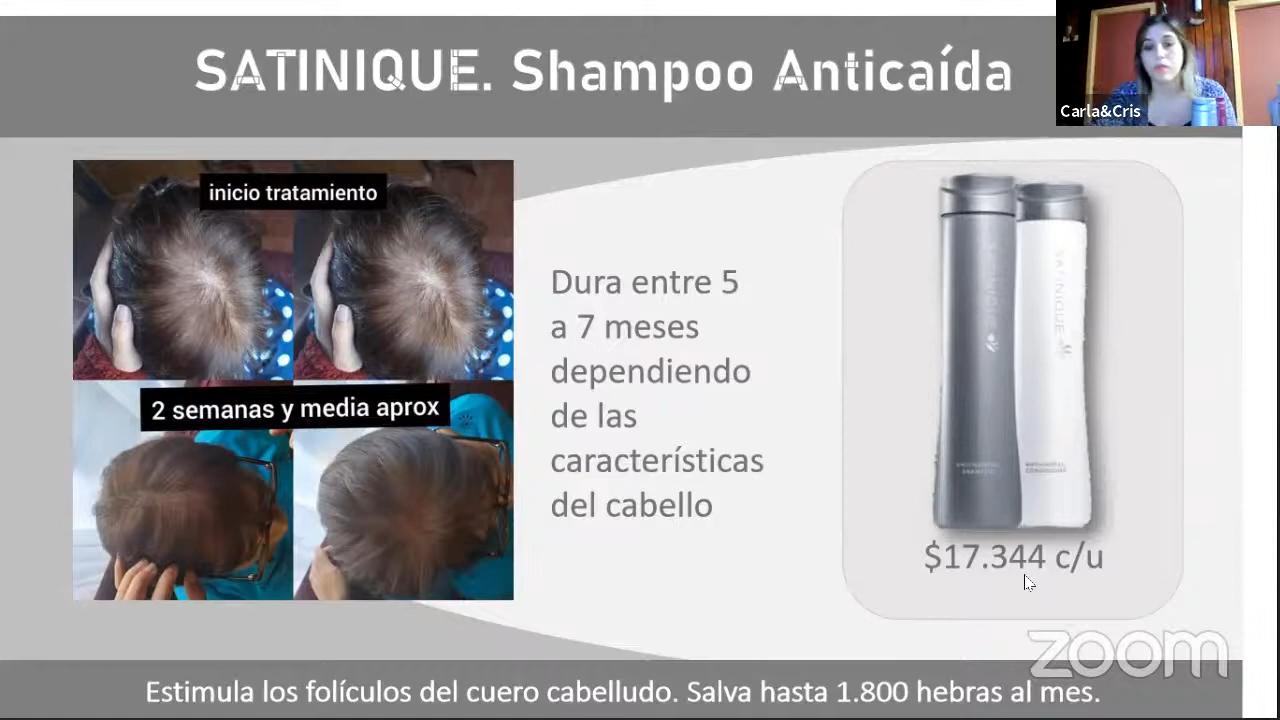 SATINIQUE. Shampoo Anticaída
Carla&Cris
inicio tratamiento
2 semanas y media aprox
Dura entre 5
a 7 meses
dependiendo
de las
características
del cabello
SATINIQUE
$17.344 c/u
zoom
Estimula los folículos del cuero cabelludo. Salva hasta 1.800 hebras al mes.